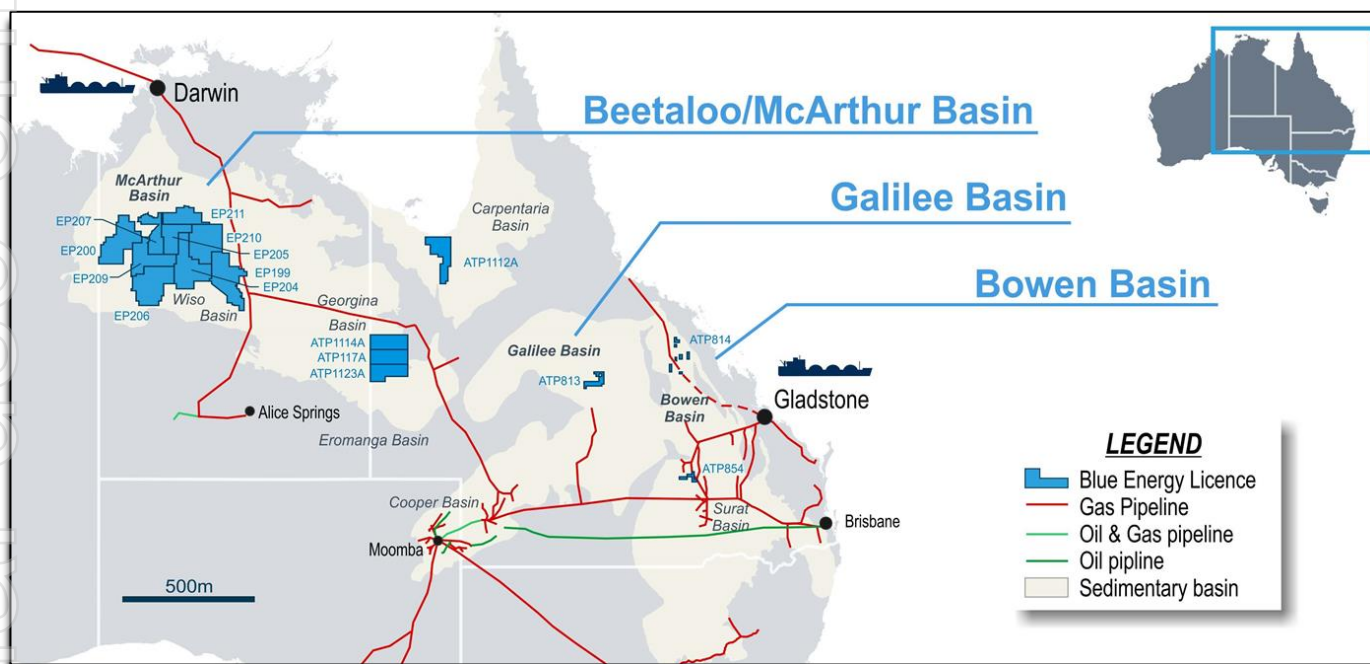 Darwin
Beetaloo/McArthur Basin
McArthur
Basin
EP207
EP211
EP200
EP210
EP205
EP209
EP199
EP204
Wiso
Basin
EP206
Carpentaria
Basin
ATP1112A
Galilee Basin
Bowen Basin
Georgina
Basin
ATP1114A
ATP117A
ATP1123A
Galilee Basin
ATP813
ATP814
Bowen
Basin
Gladstone
Alice Springs
Eromanga Basin
ATP854
Cooper Basin
Surat
Basin
Moomba
Brisbane
500m
LEGEND
Blue Energy Licence
Gas Pipeline
Oil & Gas pipeline
Oil pipline
Sedimentary basin